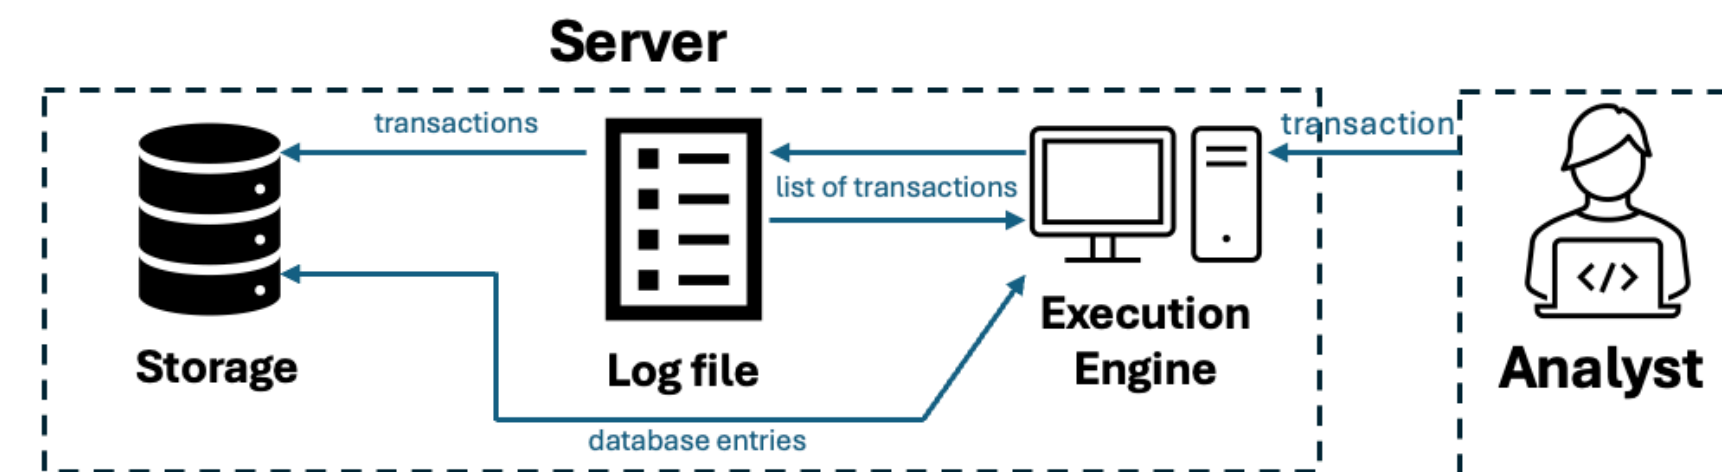 Server
transactions
transaction
list of transactions
</>
Execution
Engine
Storage
Log file
Analyst
database entries